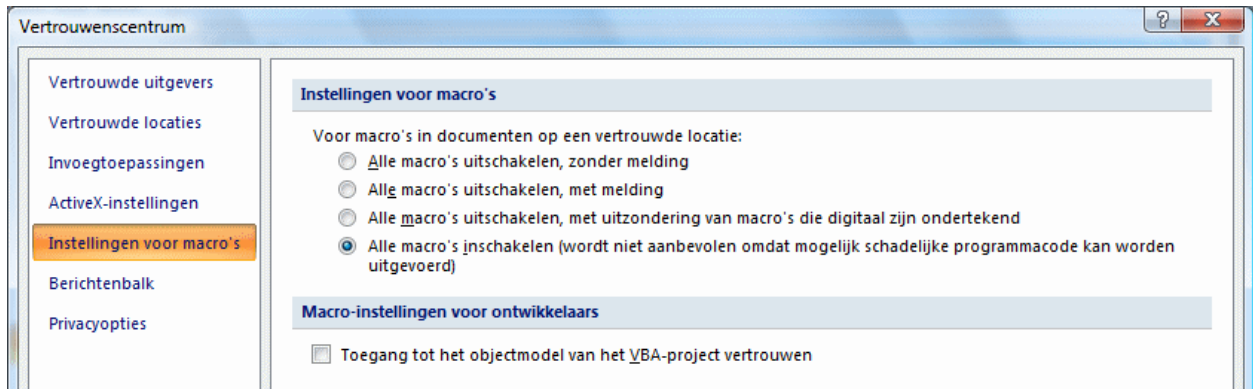 Vertrouwenscentrum
Vertrouwde uitgevers
Vertrouwde locaties
Invoegtoepassingen
ActiveX-instellingen
Instellingen voor macro's
Berichtenbalk
Privacyopties
Instellingen voor macro's
Voor macro's in documenten op een vertrouwde locatie:
Alle macro's uitschakelen, zonder melding
Alle macro's uitschakelen, met melding
Alle macro's uitschakelen, met uitzondering van macro's die digitaal zijn ondertekend
Alle macro's inschakelen (wordt niet aanbevolen omdat mogelijk schadelijke programmacode kan worden
uitgevoerd)
Macro-instellingen voor ontwikkelaars
Toegang tot het objectmodel van het VBA-project vertrouwen